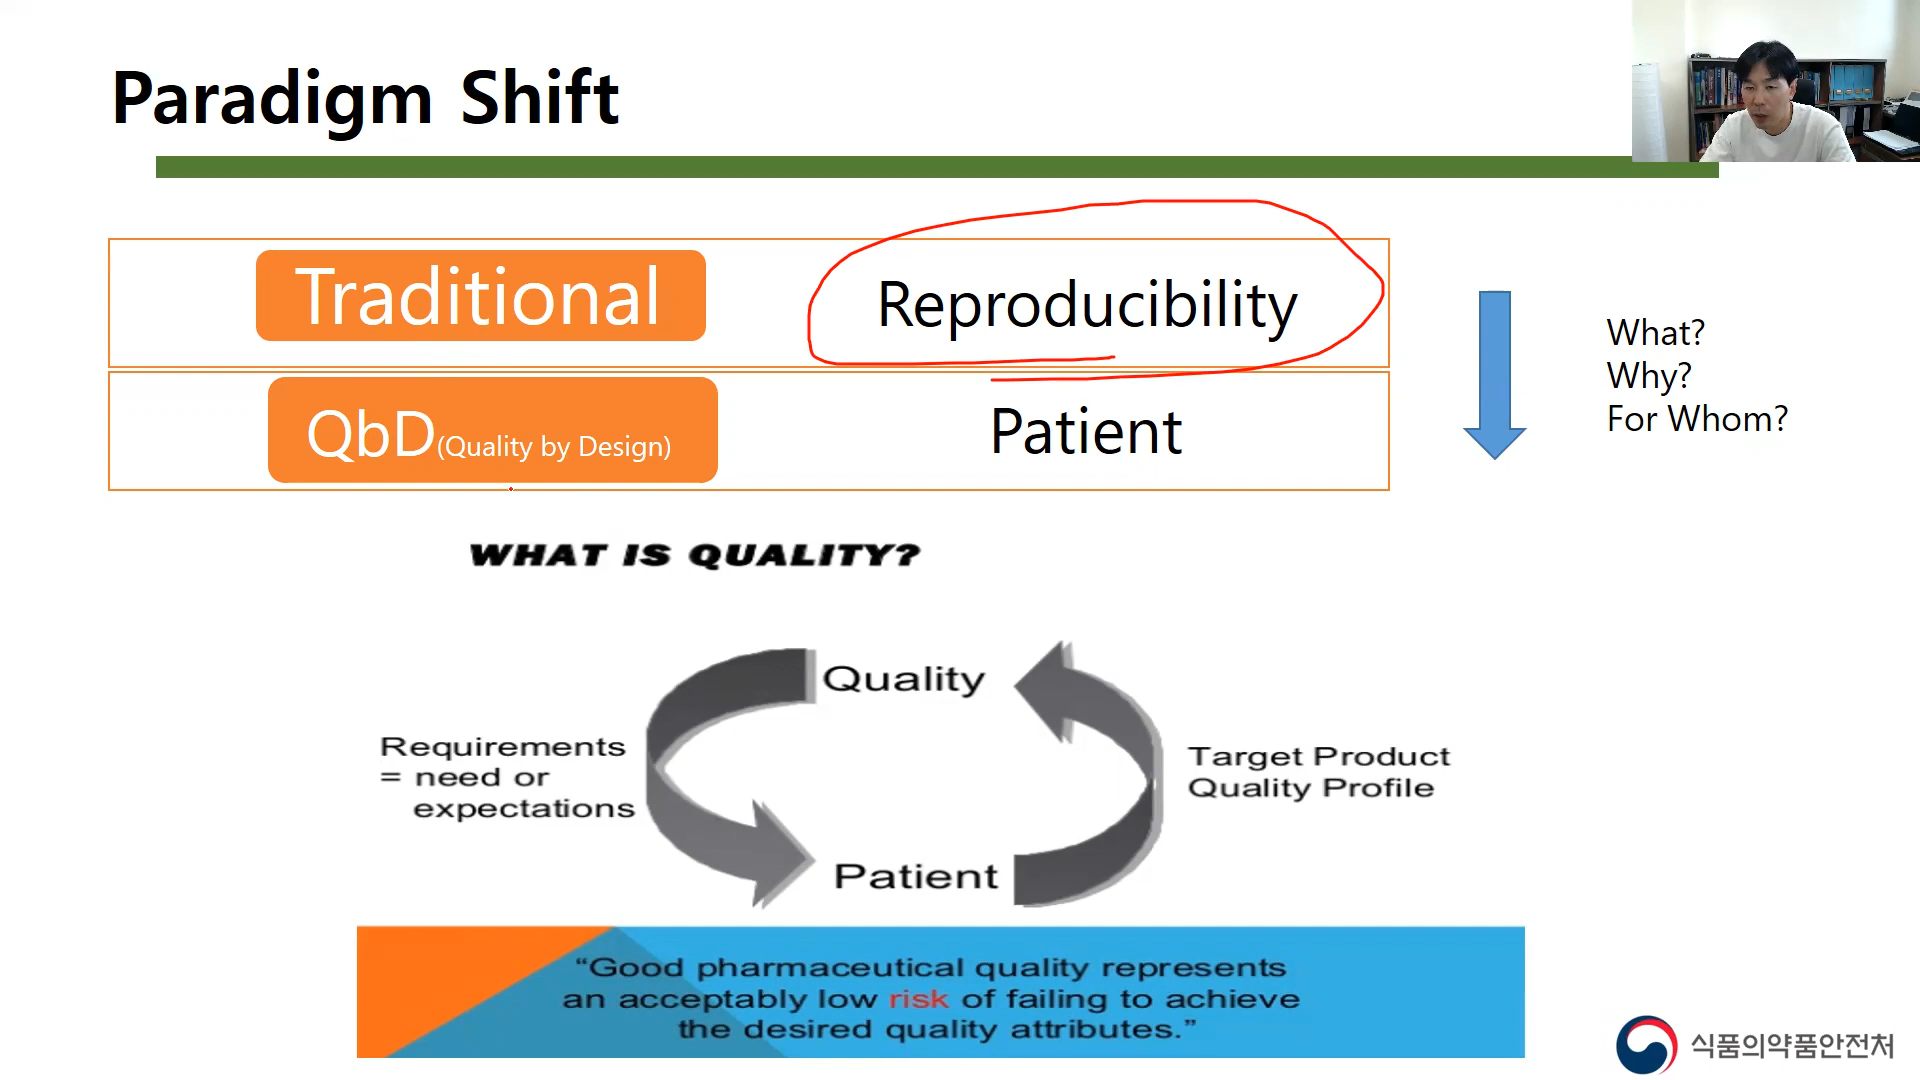 Paradigm Shift
Traditional
Reproducibility
QbD(Quality by Design)
Patient
What?
Why?
For Whom?
WHAT IS QUALITY?
Quality
Requirements
= need or
expectations
Target Product
Quality Profile
Patient
“Good pharmaceutical quality represents
an acceptably low risk of failing to achieve
the desired quality attributes.”
식품의약품안전처